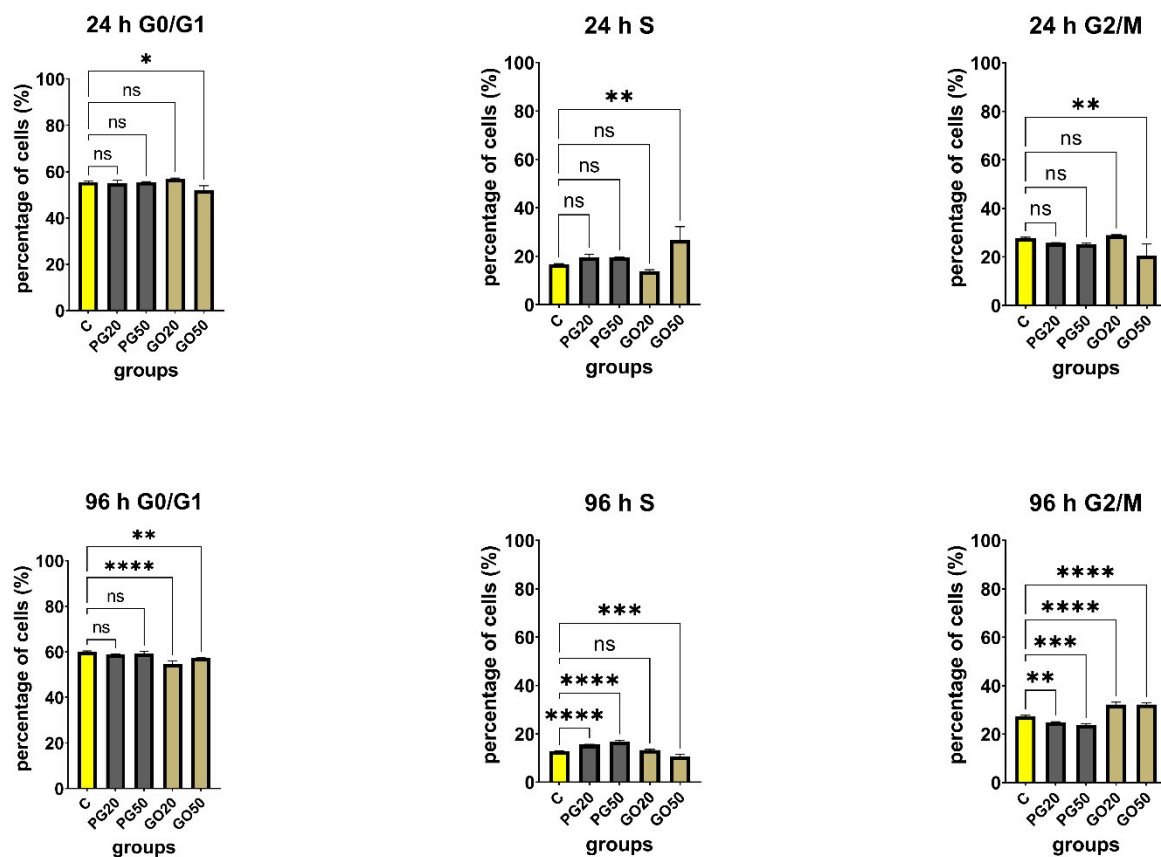 24 h G0/G1
percentage of cells (%)
100
80
60
40
20
0
*
ns
ns
ns
C
PG20
PG50
GO20
GO50
groups
24 h S
percentage of cells (%)
100
80
60
40
20
0
**
ns
ns
ns
C
PG20
PG50
GO20
GO50
groups
24 h G2/M
percentage of cells (%)
100
80
60
40
20
0
**
ns
ns
ns
C
PG20
PG50
GO20
GO50
groups
96 h G0/G1
percentage of cells (%)
100
80
60
40
20
0
**
****
ns
ns
C
PG20
PG50
GO20
GO50
groups
96 h S
percentage of cells (%)
100
80
60
40
20
0
***
ns
****
****
C
PG20
PG50
GO20
GO50
groups
96 h G2/M
percentage of cells (%)
100
80
60
40
20
0
****
****
***
**
C
PG20
PG50
GO20
GO50
groups